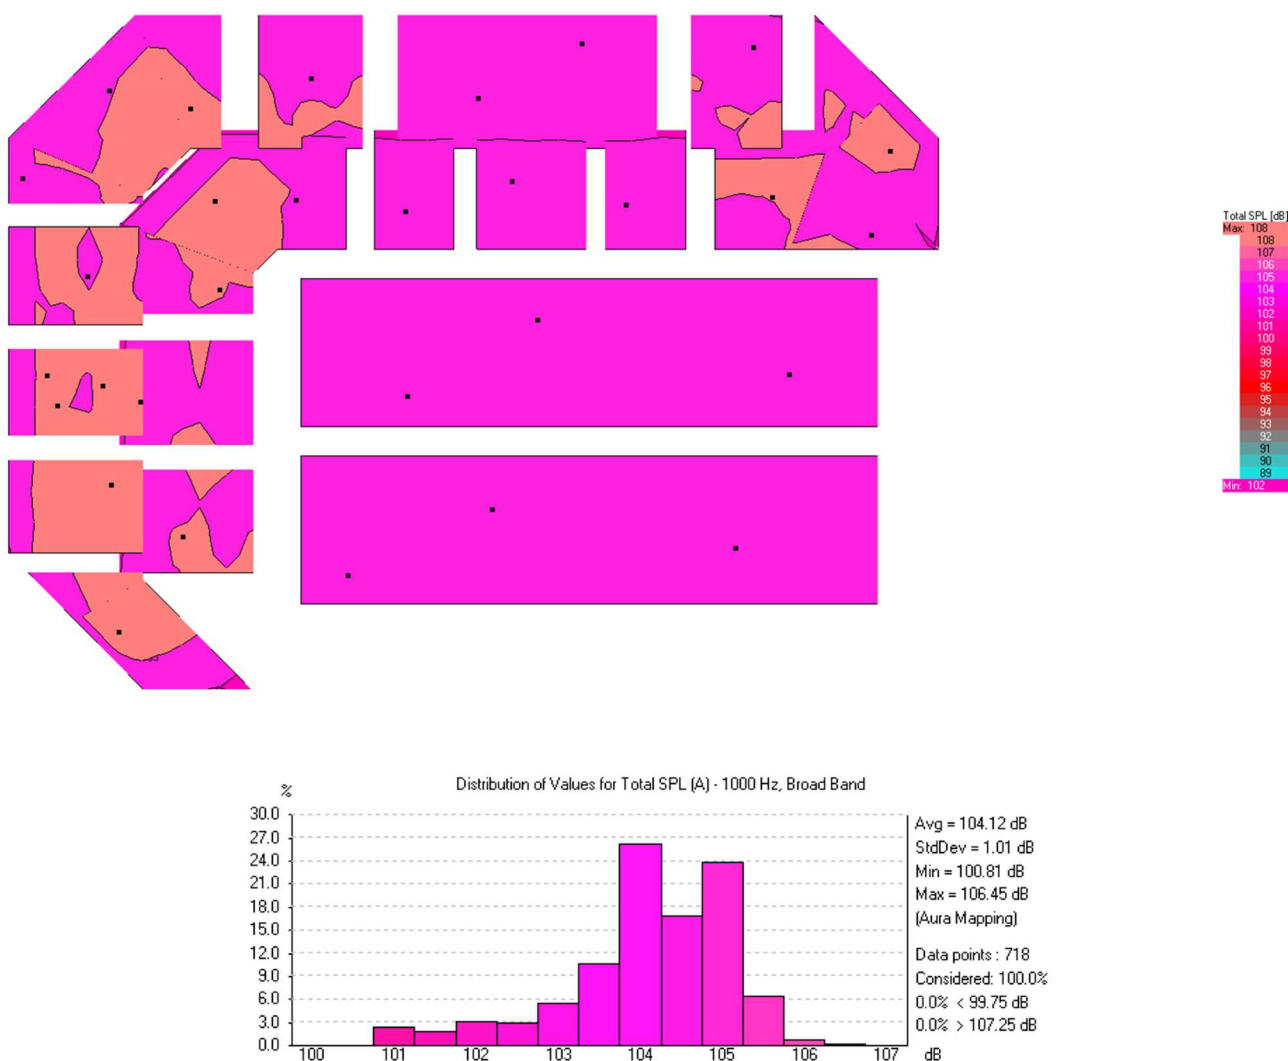 Total SPL [dB]
Max: 108
108
107
106
105
104
103
102
101
100
99
98
97
96
95
94
93
92
91
90
89
Min: 102
Distribution of Values for Total SPL (A) - 1000 Hz, Broad Band
%
30.0
27.0
24.0
21.0
18.0
15.0
12.0
9.0
6.0
3.0
0.0
100 101 102 103 104 105 106 107 dB
Avg = 104.12 dB
StdDev = 1.01 dB
Min = 100.81 dB
Max = 106.45 dB
(Aura Mapping)
Data points : 718
Considered: 100.0%
0.0% < 99.75 dB
0.0% > 107.25 dB